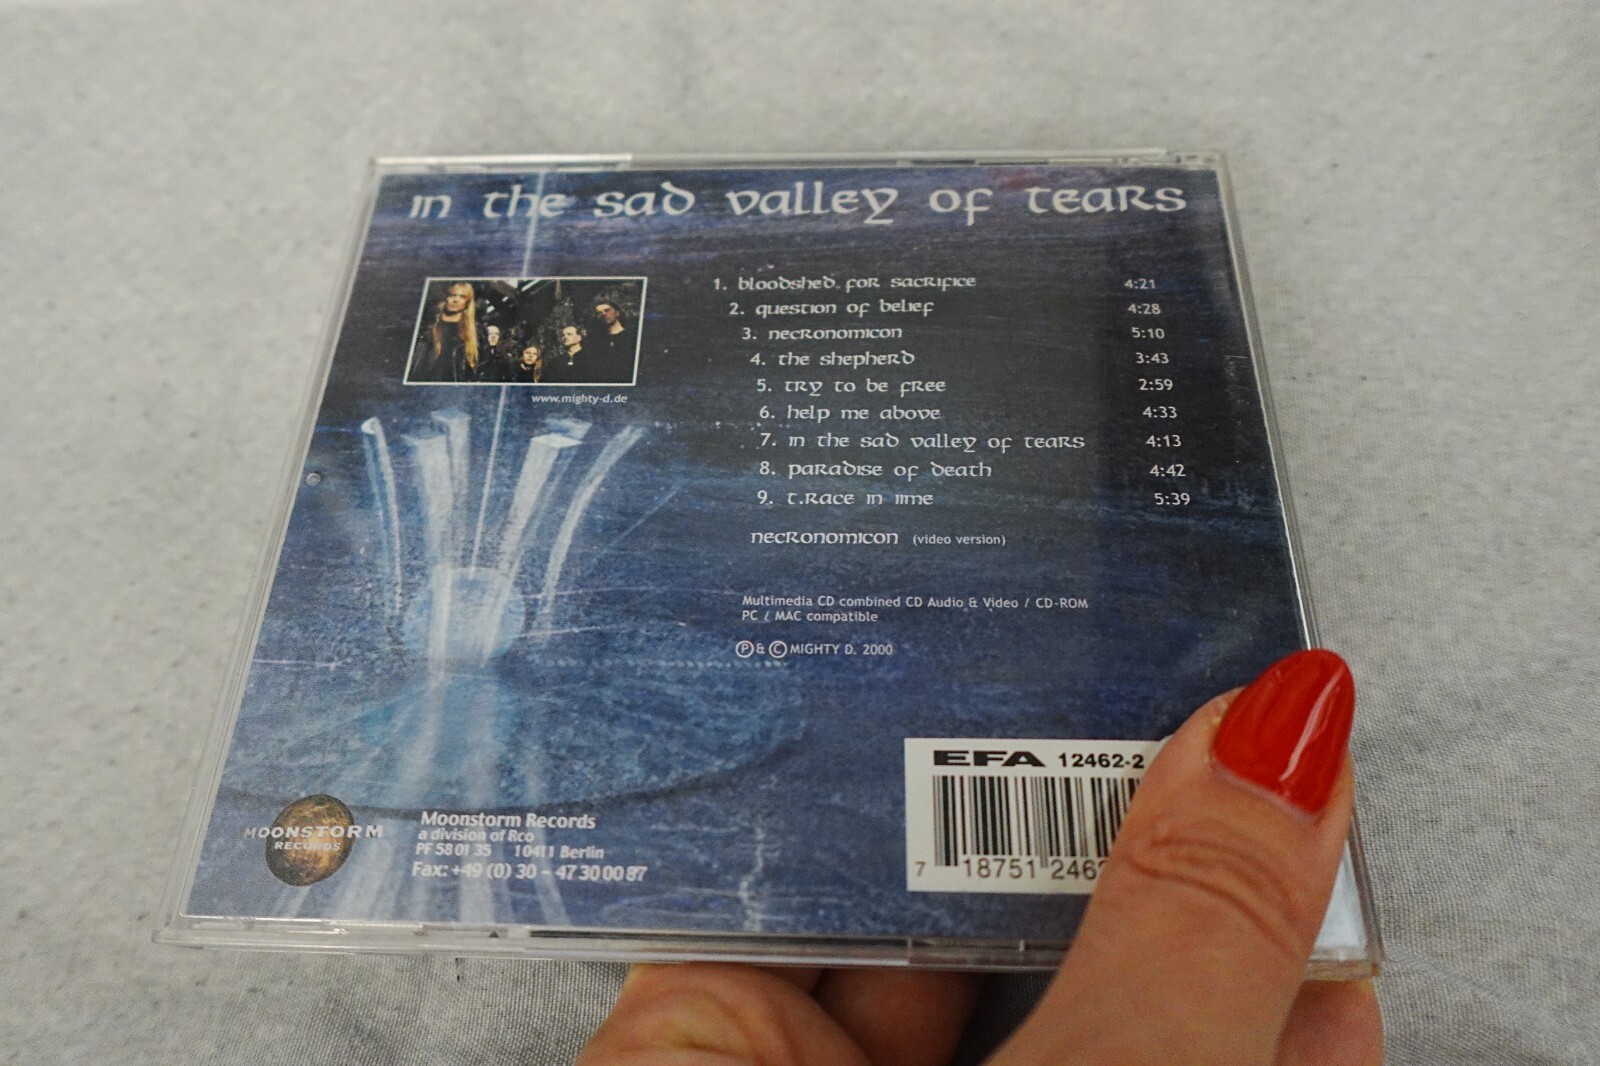 in the sad valley of tears
1. bloodshed for sacrifice 4:21
2. question of belief 4:28
3. necronomicon 5:10
4. the shepherd 3:43
5. try to be free 2:59
6. help me above 4:33
7. in the sad valley of tears 4:13
8. paradise of death 4:42
9. t.race in time 5:39
necronomicon (video version)
www.mighty-d.de
Multimedia CD combined CD Audio & Video / CD-ROM
PC / MAC compatible
Ⓟ & © MIGHTY D. 2000
EFA 12462-2
7 18751 246
MOONSTORM
RECORDS
Moonstorm Records
a division of Rco
PF 58 01 35 10411 Berlin
Fax: +49 (0) 30 – 47 30 00 87